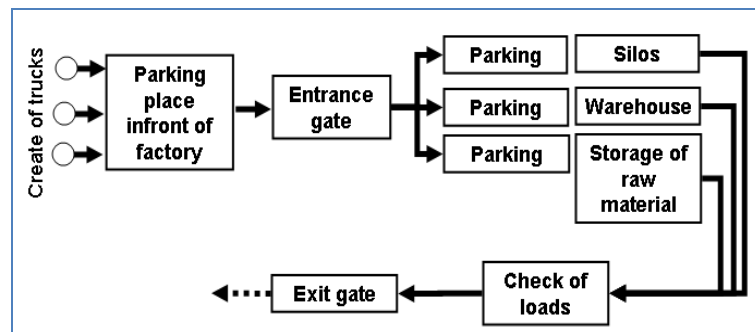 Create of trucks
Parking
place
infront of
factory
Entrance
gate
Parking
Silos
Parking
Warehouse
Parking
Storage of
raw
material
Exit gate
Check of
loads